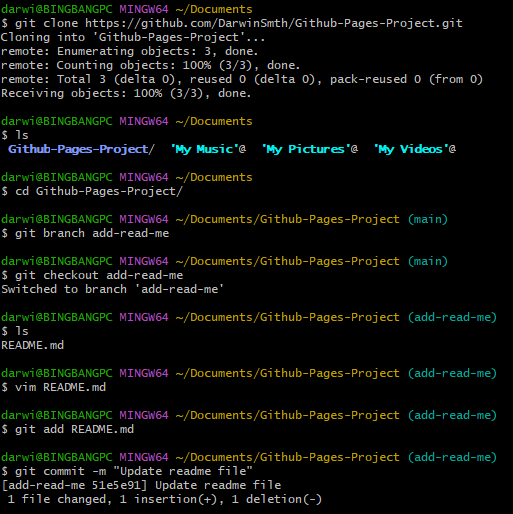 darwi@BINGBANGPC MINGW64 ~/Documents
$ git clone https://github.com/DarwinSmth/Github-Pages-Project.git
Cloning into 'Github-Pages-Project'...
remote: Enumerating objects: 3, done.
remote: Counting objects: 100% (3/3), done.
remote: Total 3 (delta 0), reused 0 (delta 0), pack-reused 0 (from 0)
Receiving objects: 100% (3/3), done.
darwi@BINGBANGPC MINGW64 ~/Documents
$ ls
Github-Pages-Project/  'My Music'@  'My Pictures'@  'My Videos'@
darwi@BINGBANGPC MINGW64 ~/Documents
$ cd Github-Pages-Project/
darwi@BINGBANGPC MINGW64 ~/Documents/Github-Pages-Project (main)
$ git branch add-read-me
darwi@BINGBANGPC MINGW64 ~/Documents/Github-Pages-Project (main)
$ git checkout add-read-me
Switched to branch 'add-read-me'
darwi@BINGBANGPC MINGW64 ~/Documents/Github-Pages-Project (add-read-me)
$ ls
README.md
darwi@BINGBANGPC MINGW64 ~/Documents/Github-Pages-Project (add-read-me)
$ vim README.md
darwi@BINGBANGPC MINGW64 ~/Documents/Github-Pages-Project (add-read-me)
$ git add README.md
darwi@BINGBANGPC MINGW64 ~/Documents/Github-Pages-Project (add-read-me)
$ git commit -m "Update readme file"
[add-read-me 51e5e91] Update readme file
1 file changed, 1 insertion(+), 1 deletion(-)